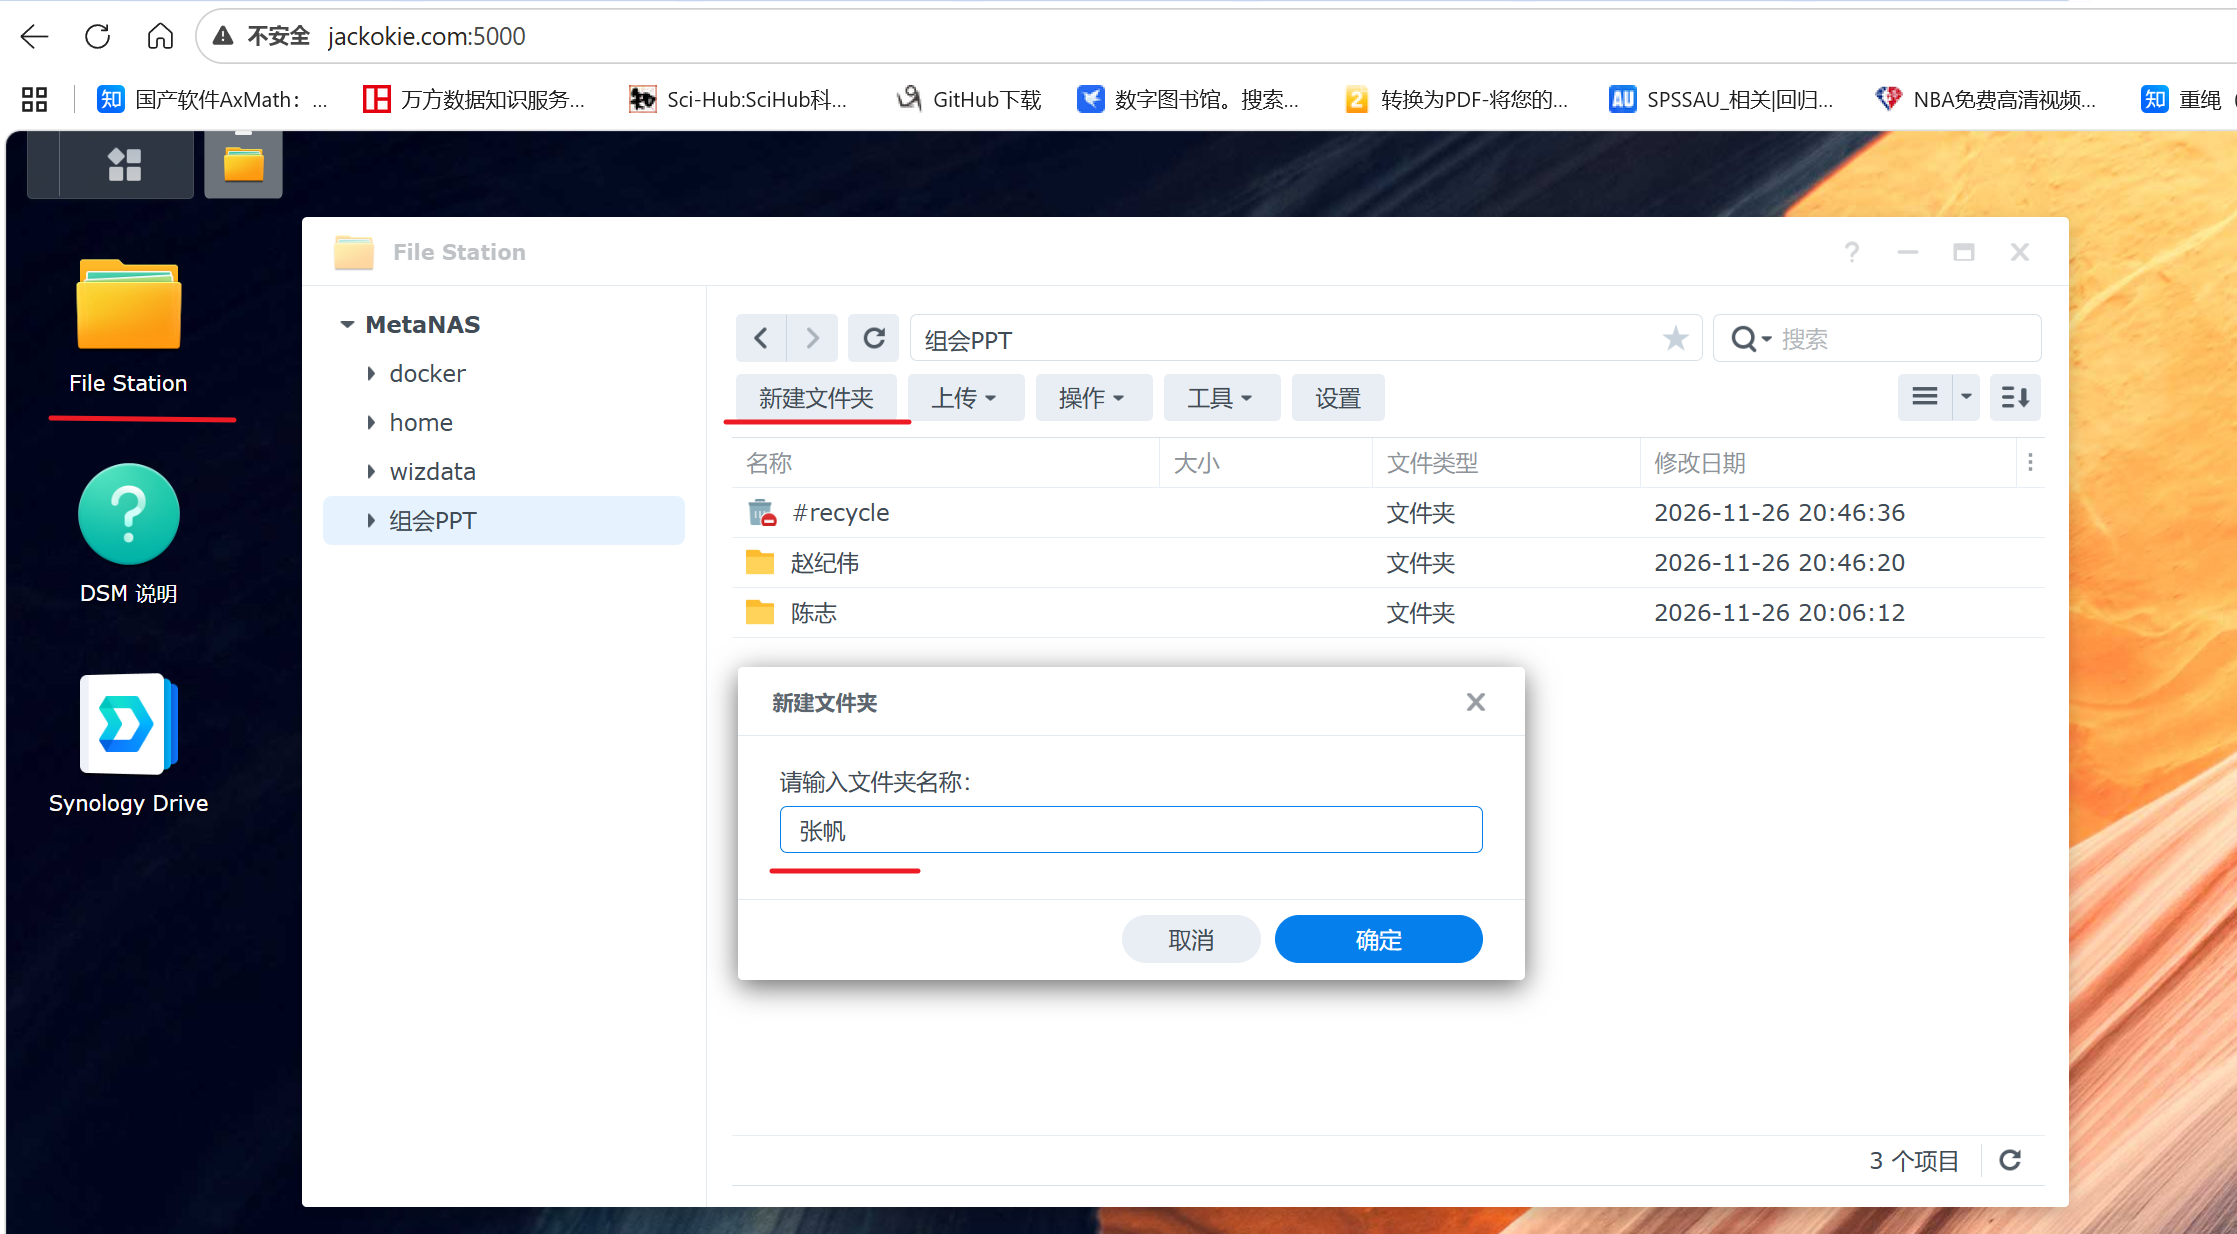 不安全 jackokie.com:5000
知 国产软件AxMath：... 万方数据知识服务... Sci-Hub:SciHub科... GitHub下载 数字图书馆。搜索... 2 转换为PDF-将您的... AU SPSSAU_相关|回归... NBA免费高清视频... 知 重绳
File Station
DSM 说明
Synology Drive
File Station
MetaNAS
docker
home
wizdata
组会PPT
组会PPT 搜索
新建文件夹 上传 操作 工具 设置
名称 大小 文件类型 修改日期
#recycle 文件夹 2026-11-26 20:46:36
赵纪伟 文件夹 2026-11-26 20:46:20
陈志 文件夹 2026-11-26 20:06:12
新建文件夹
请输入文件夹名称：
张帆
取消 确定
3 个项目